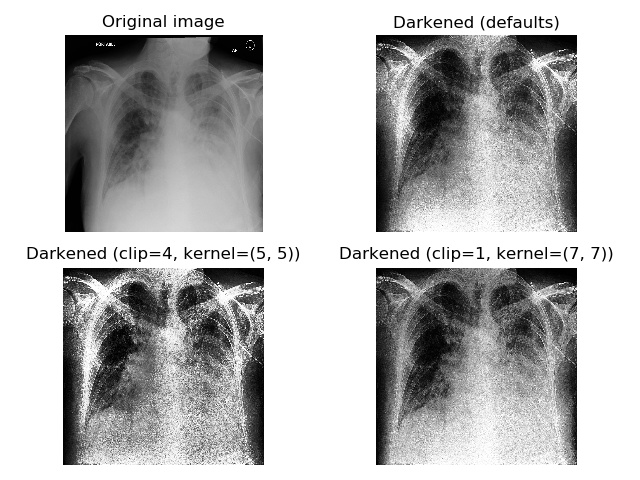 Original image
Darkened (defaults)
Darkened (clip=4, kernel=(5, 5))
Darkened (clip=1, kernel=(7, 7))